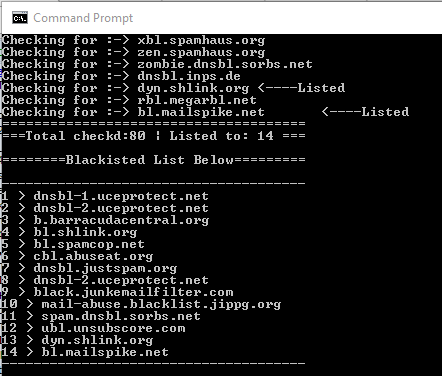 Command Prompt
Checking for :-> xbl.spamhaus.org
Checking for :-> zen.spamhaus.org
Checking for :-> zombie.dnsbl.sorbs.net
Checking for :-> dnsbl.inps.de
Checking for :-> dyn.shlink.org <----Listed
Checking for :-> rbl.megarbl.net
Checking for :-> bl.mailspike.net <----Listed
======================================
===Total checkd:80 ¦ Listed to: 14 ===
=========Blackisted List Below=========
--------------------------------------
1 > dnsbl-1.uceprotect.net
2 > dnsbl-2.uceprotect.net
3 > b.barracudacentral.org
4 > bl.shlink.org
5 > bl.spamcop.net
6 > cbl.abuseat.org
7 > dnsbl.justspam.org
8 > dnsbl-2.uceprotect.net
9 > black.junkemailfilter.com
10 > mail-abuse.blacklist.jippg.org
11 > spam.dnsbl.sorbs.net
12 > ubl.unsubscore.com
13 > dyn.shlink.org
14 > bl.mailspike.net
--------------------------------------